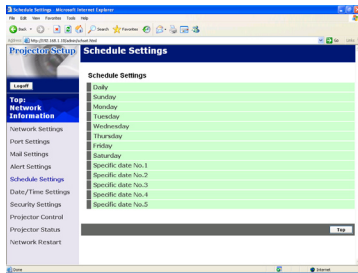 Schedule Settings - Microsoft Internet Explorer
File Edit View Favorites Tools Help
Back Search Favorites
Address Go Links
Projector Setup
Schedule Settings
Logoff
Top:
Network
Information
Network Settings
Port Settings
Mail Settings
Alert Settings
Schedule Settings
Date/Time Settings
Security Settings
Projector Control
Projector Status
Network Restart
Schedule Settings
Daily
Sunday
Monday
Tuesday
Wednesday
Thursday
Friday
Saturday
Specific date No.1
Specific date No.2
Specific date No.3
Specific date No.4
Specific date No.5
Top
Done Internet